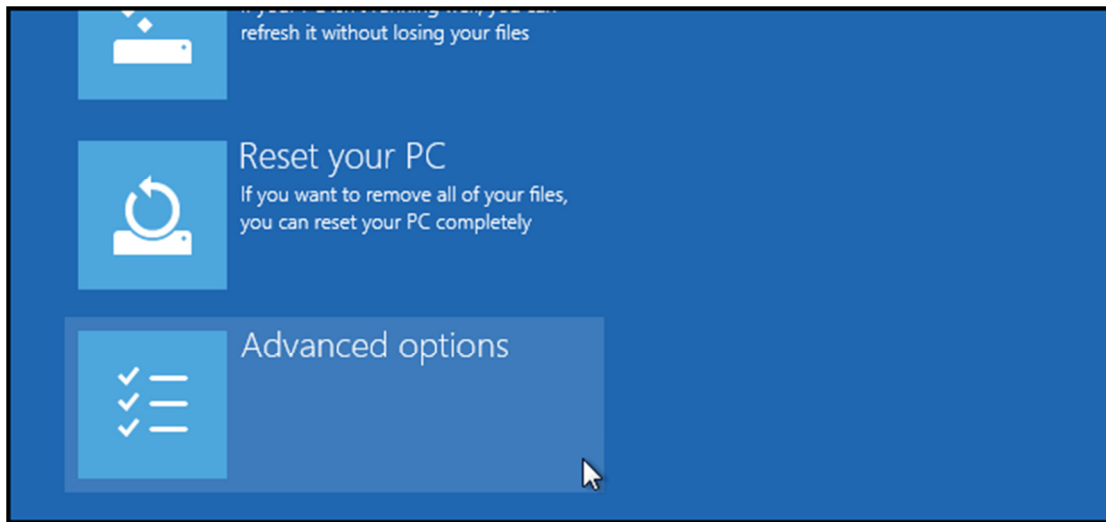 refresh it without losing your files
Reset your PC
If you want to remove all of your files,
you can reset your PC completely
Advanced options